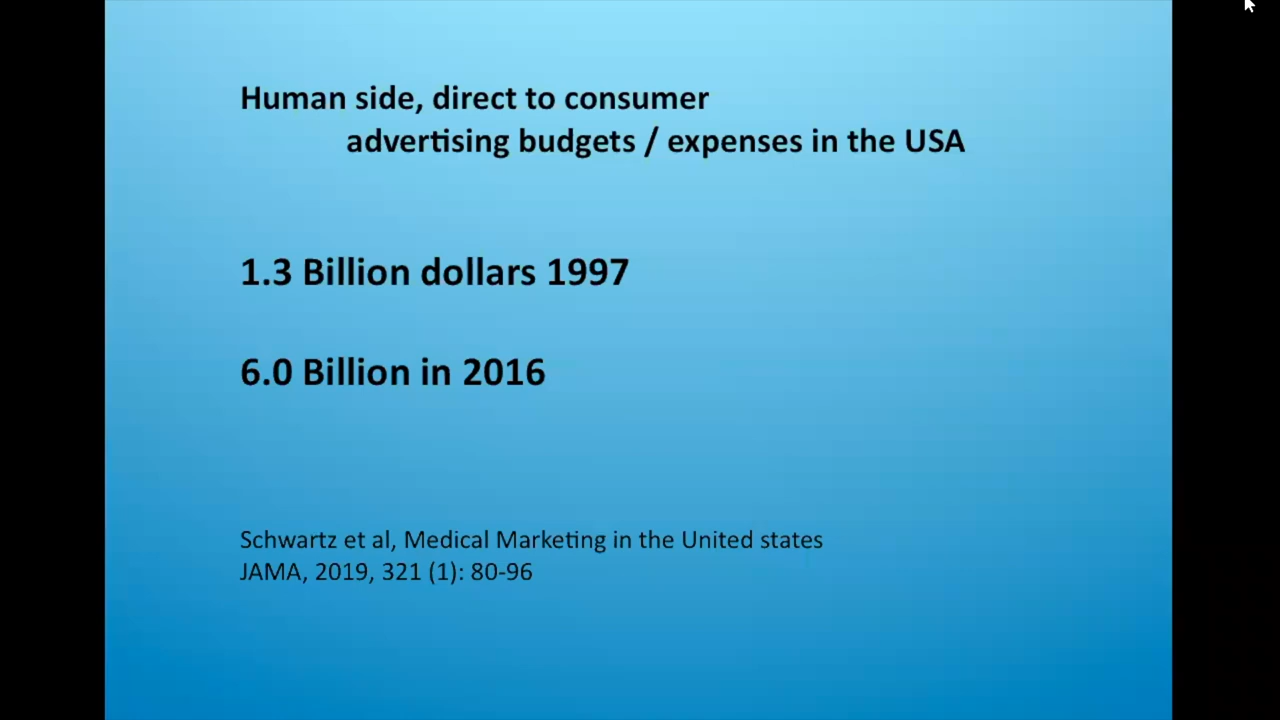 Human side, direct to consumer
advertising budgets / expenses in the USA
1.3 Billion dollars 1997
6.0 Billion in 2016
Schwartz et al, Medical Marketing in the United states
JAMA, 2019, 321 (1): 80-96